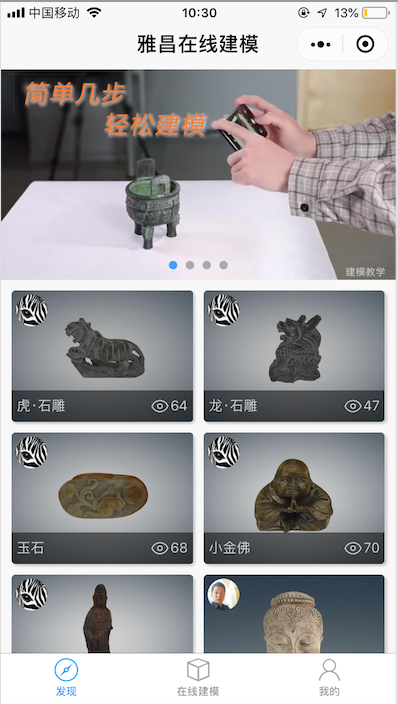 中国移动
10:30
13%
雅昌在线建模
简单几步
轻松建模
建模教学
虎·石雕
64
龙·石雕
47
玉石
68
小金佛
70
发现
在线建模
我的